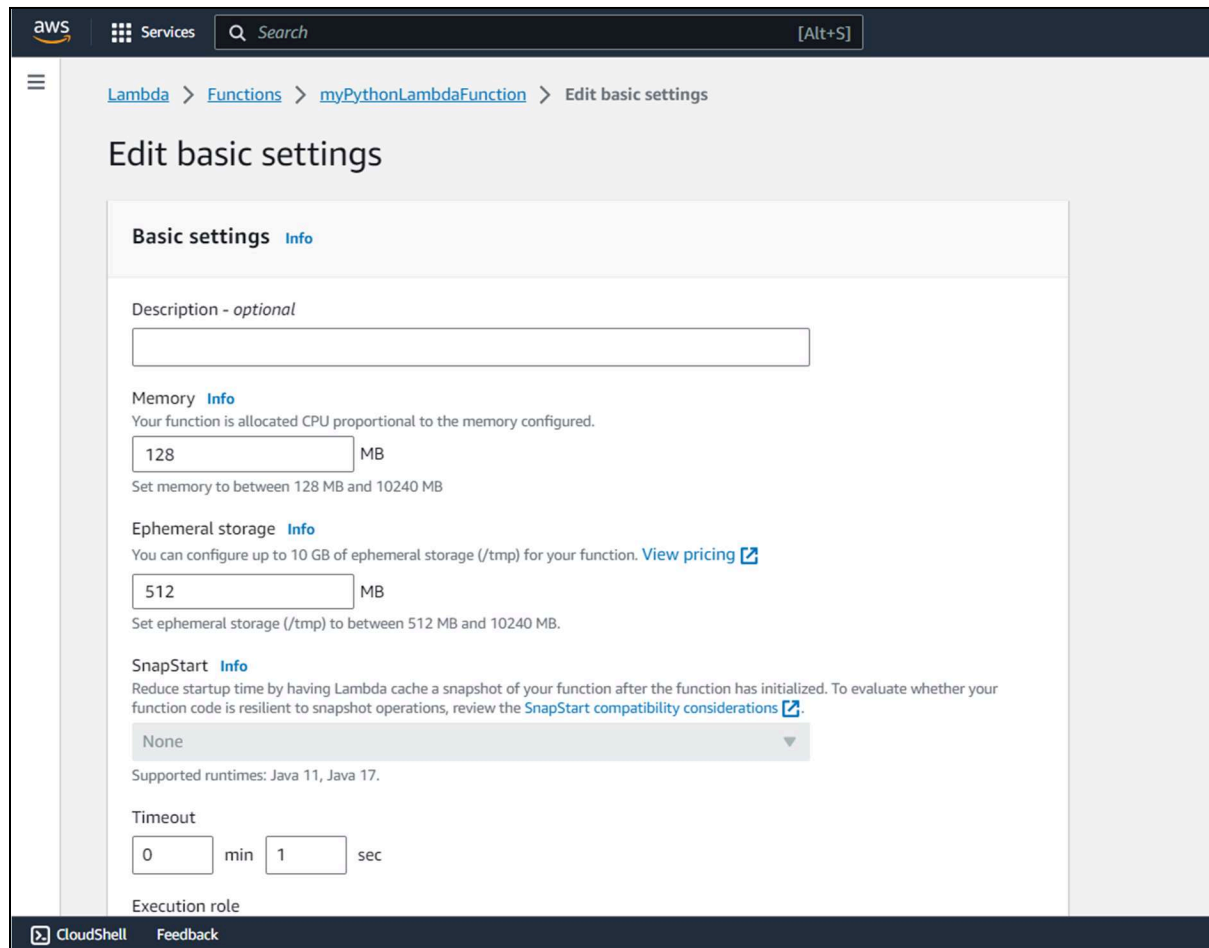 aws
Services
Search [Alt+S]
Lambda > Functions > myPythonLambdaFunction > Edit basic settings
Edit basic settings
Basic settings Info
Description - optional
Memory Info
Your function is allocated CPU proportional to the memory configured.
128 MB
Set memory to between 128 MB and 10240 MB
Ephemeral storage Info
You can configure up to 10 GB of ephemeral storage (/tmp) for your function. View pricing
512 MB
Set ephemeral storage (/tmp) to between 512 MB and 10240 MB.
SnapStart Info
Reduce startup time by having Lambda cache a snapshot of your function after the function has initialized. To evaluate whether your
function code is resilient to snapshot operations, review the SnapStart compatibility considerations.
None
Supported runtimes: Java 11, Java 17.
Timeout
0 min 1 sec
Execution role
CloudShell Feedback